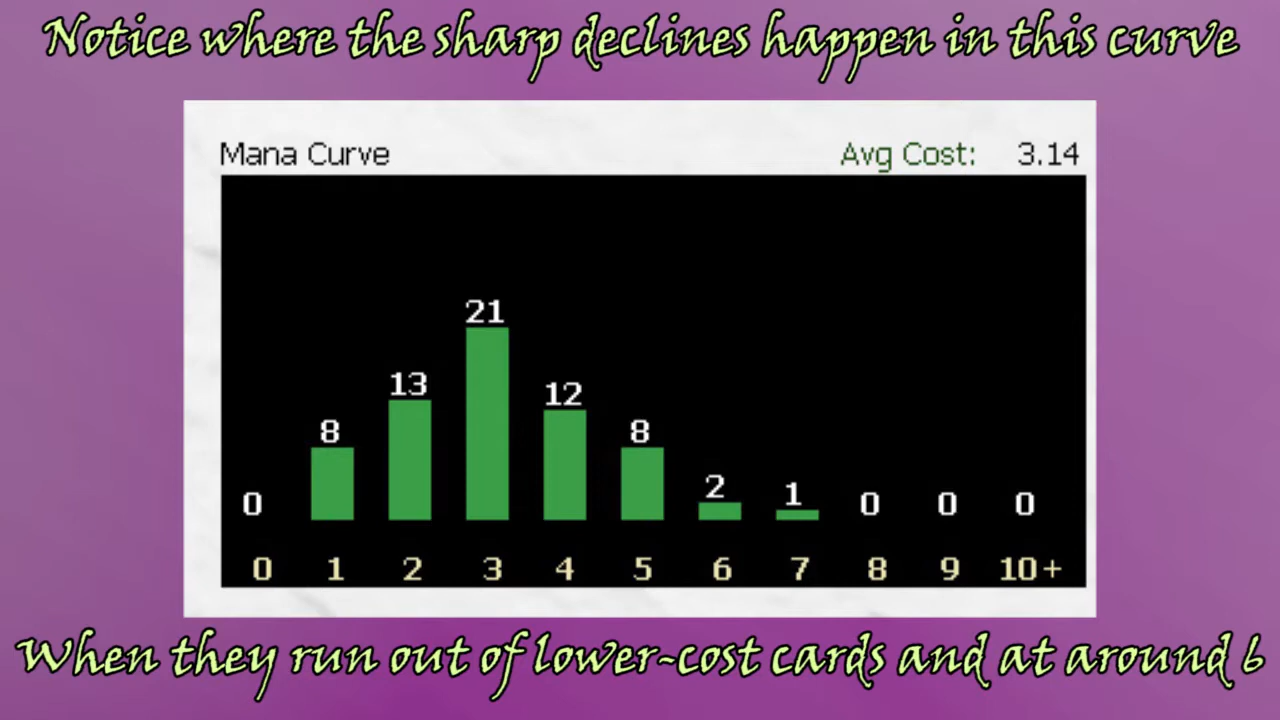 Notice where the sharp declines happen in this curve
Mana Curve Avg Cost: 3.14
21
13 12
8 8
2 1
0 0 0 0
0 1 2 3 4 5 6 7 8 9 10+
When they run out of lower-cost cards and at around 6